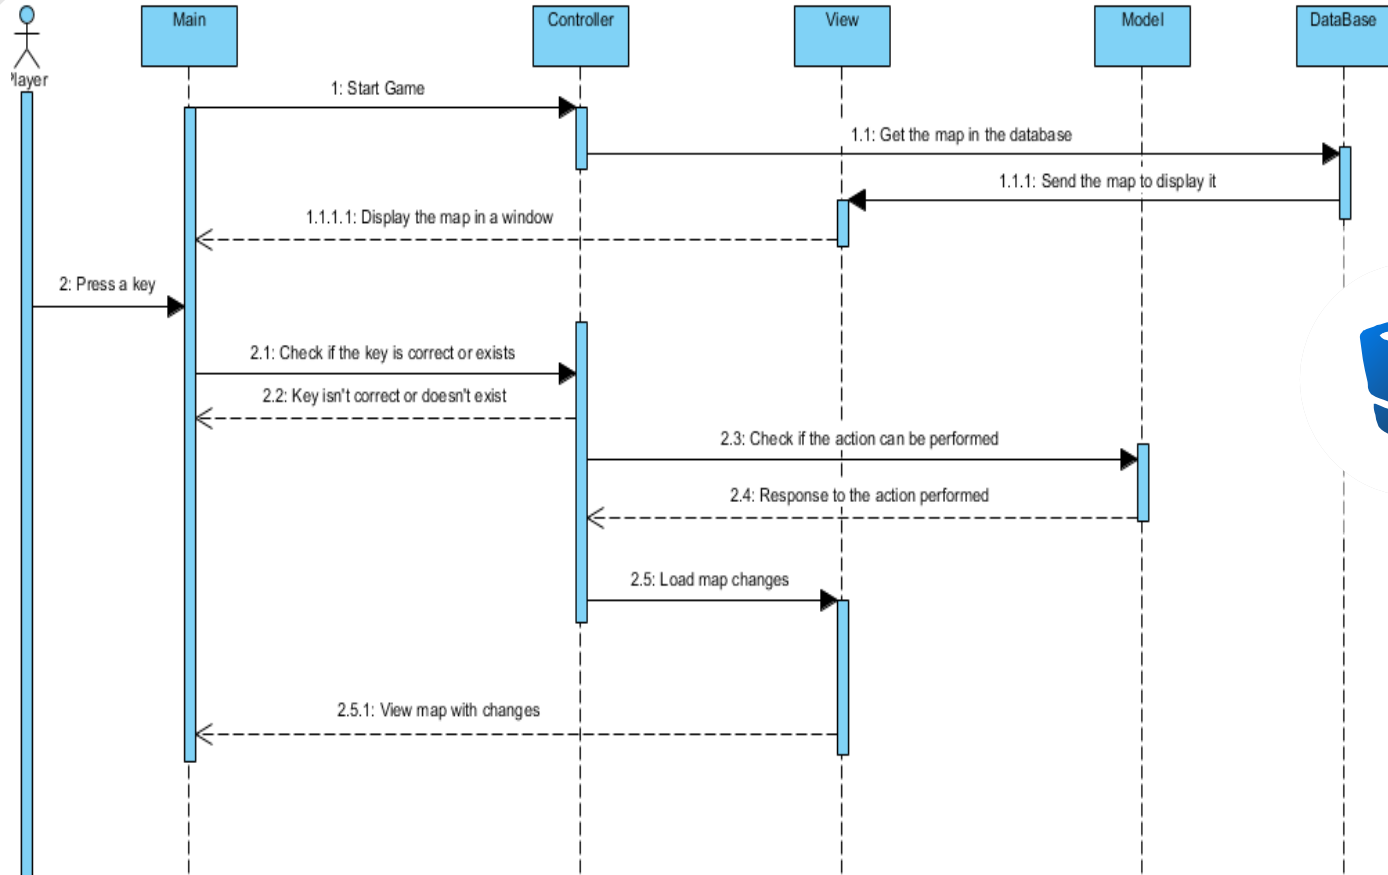 Main
Controller
View
Model
DataBase
Player
1: Start Game
1.1: Get the map in the database
1.1.1: Send the map to display it
1.1.1.1: Display the map in a window
2: Press a key
2.1: Check if the key is correct or exists
2.2: Key isn't correct or doesn't exist
2.3: Check if the action can be performed
2.4: Response to the action performed
2.5: Load map changes
2.5.1: View map with changes